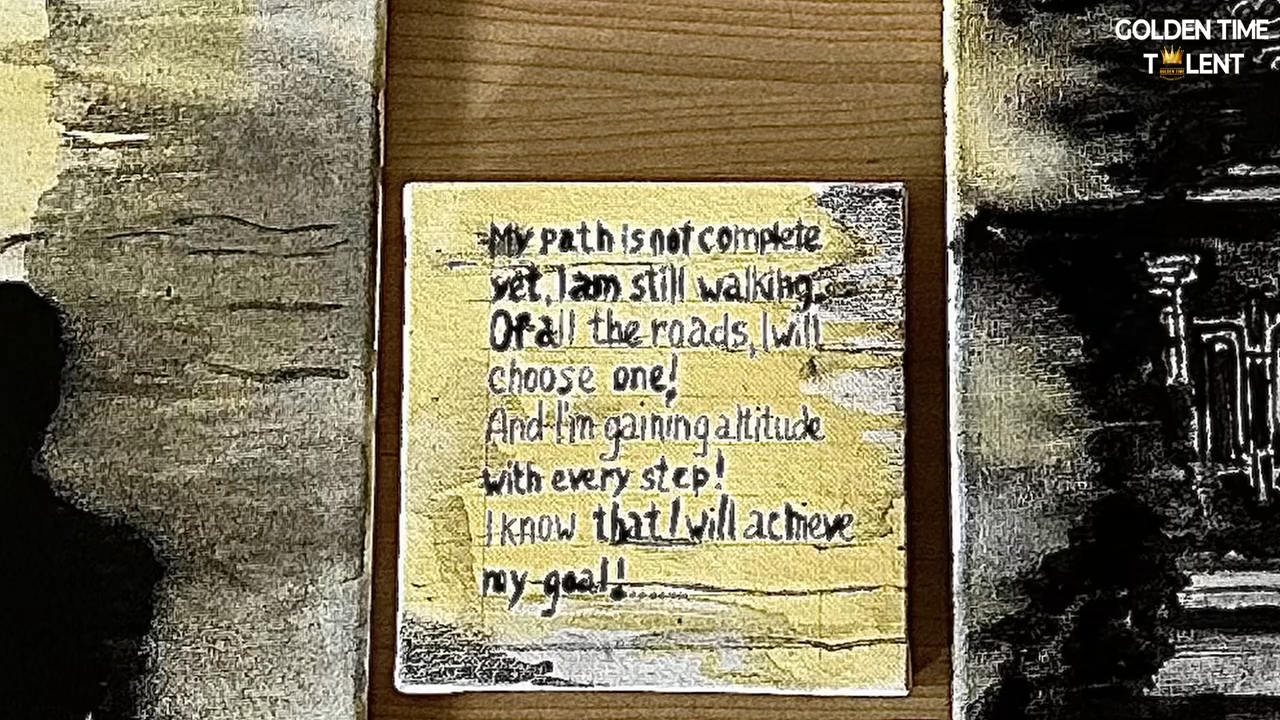 GOLDEN TIME
TALENT
My path is not complete
yet, I am still walking.
Of all the roads, I will
choose one!
And I'm gaining altitude
with every step!
I know that I will achieve
my goal!